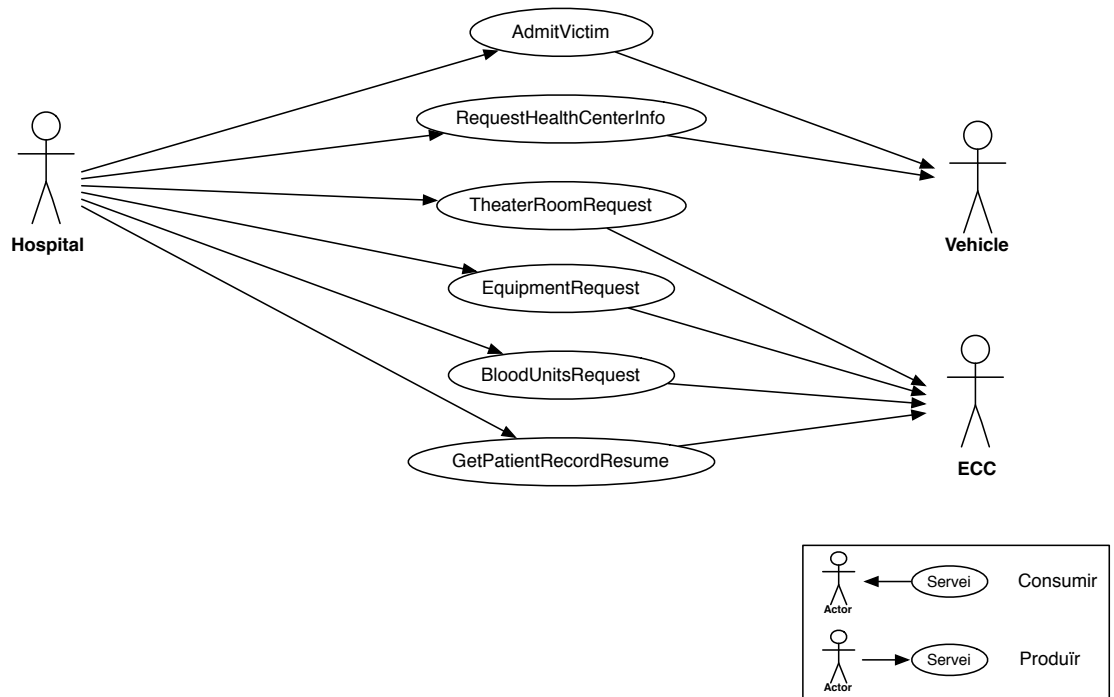 AdmitVictim
RequestHealthCenterInfo
TheaterRoomRequest
Hospital
Vehicle
EquipmentRequest
BloodUnitsRequest
GetPatientRecordResume
ECC
Servei Consumir
Actor
Servei Produïr
Actor